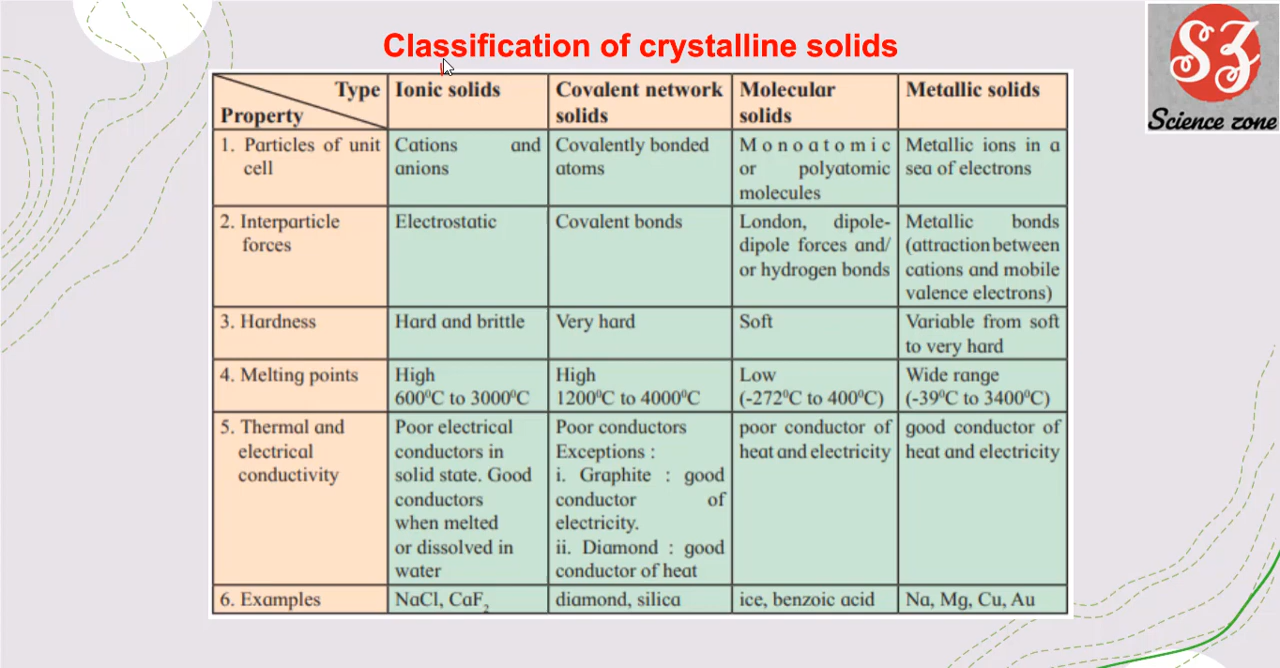 Classification of crystalline solids
SZ
Science zone
Type
Property
Ionic solids
Covalent network
solids
Molecular
solids
Metallic solids
1. Particles of unit
cell
Cations and
anions
Covalently bonded
atoms
Monoatomic
or polyatomic
molecules
Metallic ions in a
sea of electrons
2. Interparticle
forces
Electrostatic
Covalent bonds
London, dipole-
dipole forces and/
or hydrogen bonds
Metallic bonds
(attraction between
cations and mobile
valence electrons)
3. Hardness
Hard and brittle
Very hard
Soft
Variable from soft
to very hard
4. Melting points
High
600⁰C to 3000⁰C
High
1200⁰C to 4000⁰C
Low
(-272⁰C to 400⁰C)
Wide range
(-39⁰C to 3400⁰C)
5. Thermal and
electrical
conductivity
Poor electrical
conductors in
solid state. Good
conductors
when melted
or dissolved in
water
Poor conductors
Exceptions :
i. Graphite : good
conductor of
electricity.
ii. Diamond : good
conductor of heat
poor conductor of
heat and electricity
good conductor of
heat and electricity
6. Examples
NaCl, CaF₂
diamond, silica
ice, benzoic acid
Na, Mg, Cu, Au